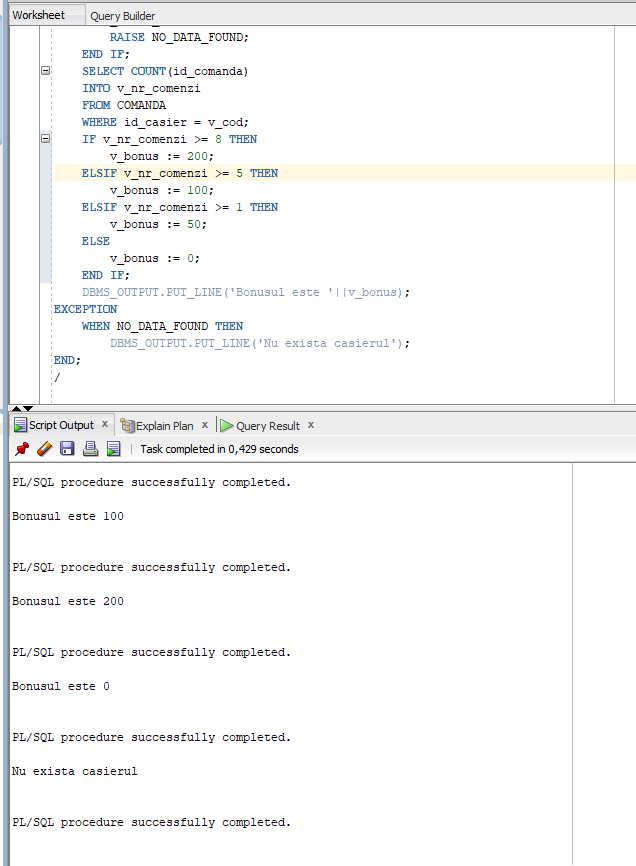 Worksheet Query Builder
RAISE NO_DATA_FOUND;
END IF;
SELECT COUNT(id_comanda)
INTO v_nr_comenzi
FROM COMANDA
WHERE id_casier = v_cod;
IF v_nr_comenzi >= 8 THEN
v_bonus := 200;
ELSIF v_nr_comenzi >= 5 THEN
v_bonus := 100;
ELSIF v_nr_comenzi >= 1 THEN
v_bonus := 50;
ELSE
v_bonus := 0;
END IF;
DBMS_OUTPUT.PUT_LINE('Bonusul este '||v_bonus);
EXCEPTION
WHEN NO_DATA_FOUND THEN
DBMS_OUTPUT.PUT_LINE('Nu exista casierul');
END;
/
Script Output x Explain Plan x Query Result x
Task completed in 0,429 seconds
PL/SQL procedure successfully completed.
Bonusul este 100
PL/SQL procedure successfully completed.
Bonusul este 200
PL/SQL procedure successfully completed.
Bonusul este 0
PL/SQL procedure successfully completed.
Nu exista casierul
PL/SQL procedure successfully completed.